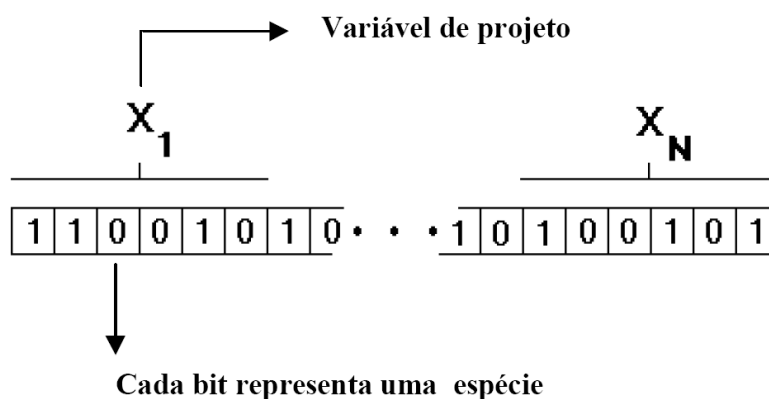 Variável de projeto
X1 XN
1 1 0 0 1 0 1 0 · · · 1 0 1 0 0 1 0 1
Cada bit representa uma espécie